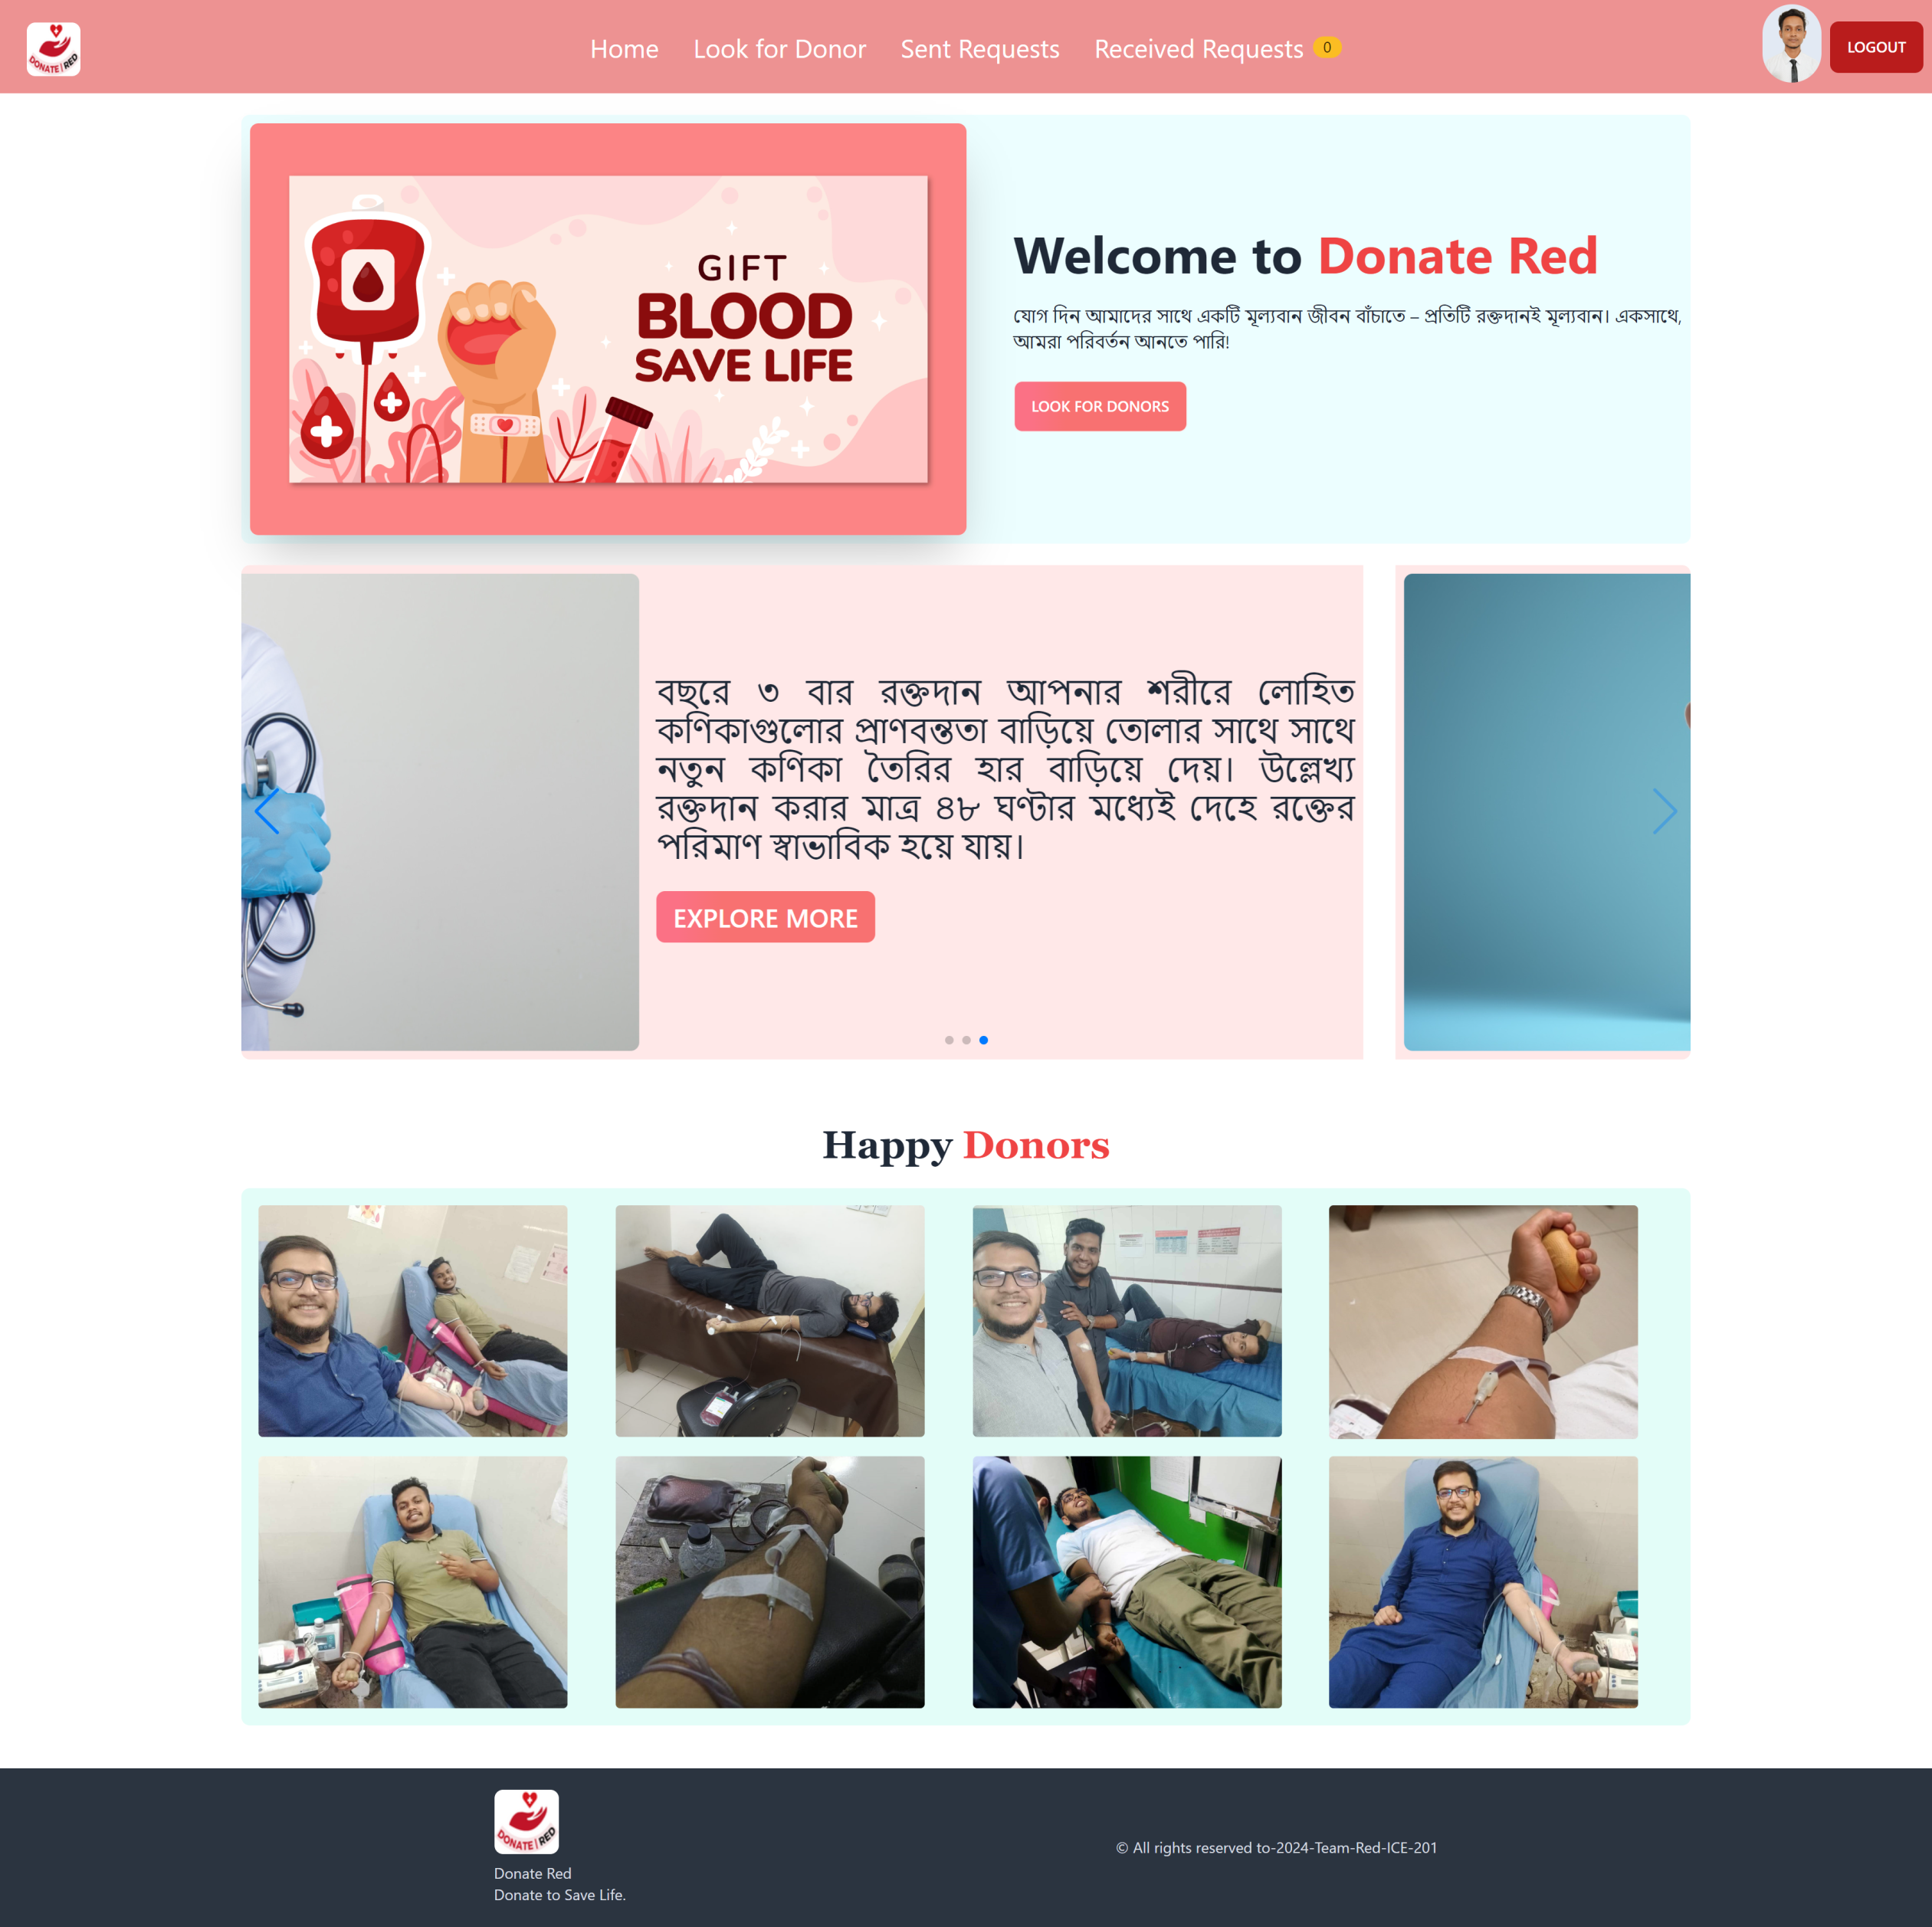 DONATE RED
Home
Look for Donor
Sent Requests
Received Requests 0
LOGOUT
GIFT
BLOOD
SAVE LIFE
Welcome to Donate Red
যোগ দিন আমাদের সাথে একটি মূল্যবান জীবন বাঁচাতে – প্রতিটি রক্তদানই মূল্যবান। একসাথে,
আমরা পরিবর্তন আনতে পারি!
LOOK FOR DONORS
বছরে ৩ বার রক্তদান আপনার শরীরে লোহিত
কণিকাগুলোর প্রাণবন্ততা বাড়িয়ে তোলার সাথে সাথে
নতুন কণিকা তৈরির হার বাড়িয়ে দেয়। উল্লেখ্য
রক্তদান করার মাত্র ৪৮ ঘণ্টার মধ্যেই দেহে রক্তের
পরিমাণ স্বাভাবিক হয়ে যায়।
EXPLORE MORE
Happy Donors
DONATE RED
Donate Red
Donate to Save Life.
© All rights reserved to-2024-Team-Red-ICE-201